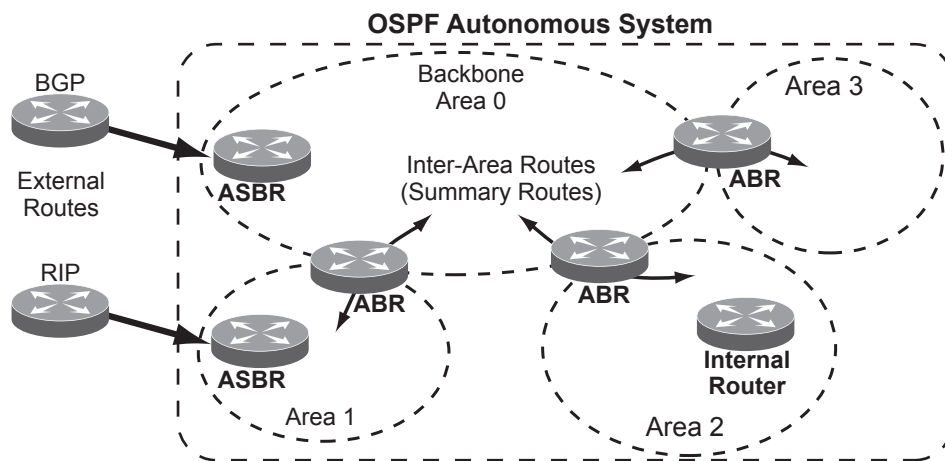 OSPF Autonomous System
BGP
Backbone
Area 0
Area 3
ASBR
External
Routes
Inter-Area Routes
(Summary Routes)
ABR
RIP
ABR
ABR
ASBR
Internal
Router
Area 1
Area 2